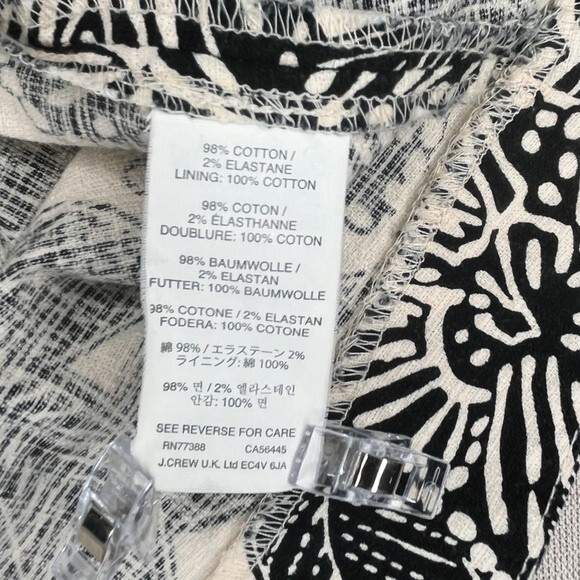 98% COTTON /
2% ELASTANE
LINING: 100% COTTON
98% COTON /
2% ÉLASTHANNE
DOUBLURE: 100% COTON
98% BAUMWOLLE /
2% ELASTAN
FUTTER: 100% BAUMWOLLE
98% COTONE / 2% ELASTAN
FODERA: 100% COTONE
綿 98% / エラステーン 2%
ライニング: 綿 100%
98% 면 / 2% 엘라스테인
안감: 100% 면
SEE REVERSE FOR CARE
RN77388 CA56445
J.CREW U.K. Ltd EC4V 6JA